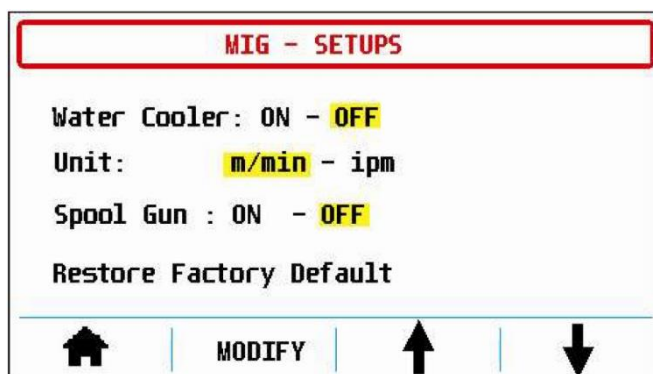 MIG - SETUPS
Water Cooler: ON - OFF
Unit: m/min - ipm
Spool Gun : ON - OFF
Restore Factory Default
MODIFY